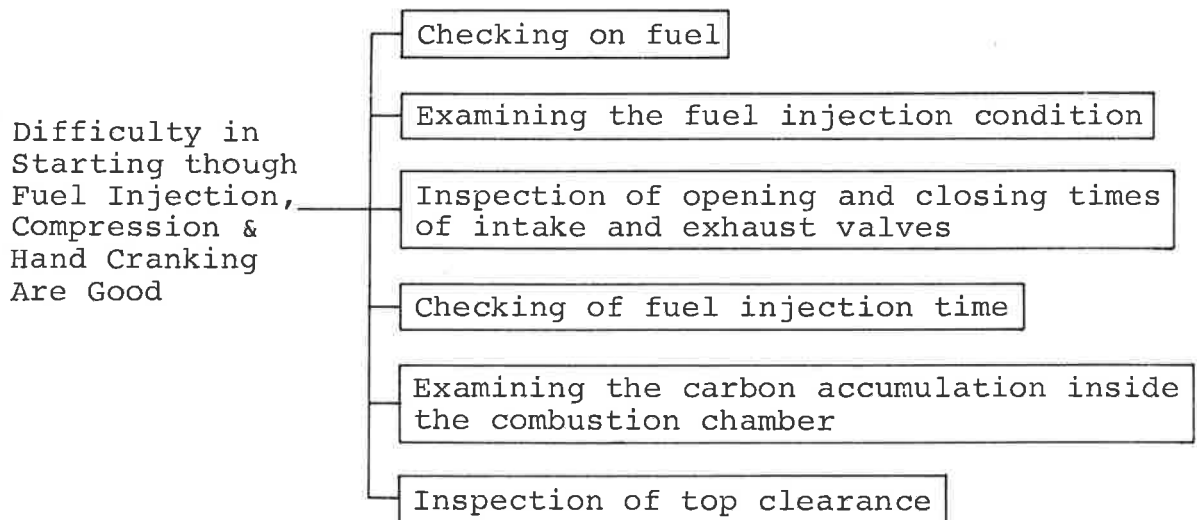 Difficulty in
Starting though
Fuel Injection,
Compression &
Hand Cranking
Are Good
Checking on fuel
Examining the fuel injection condition
Inspection of opening and closing times
of intake and exhaust valves
Checking of fuel injection time
Examining the carbon accumulation inside
the combustion chamber
Inspection of top clearance